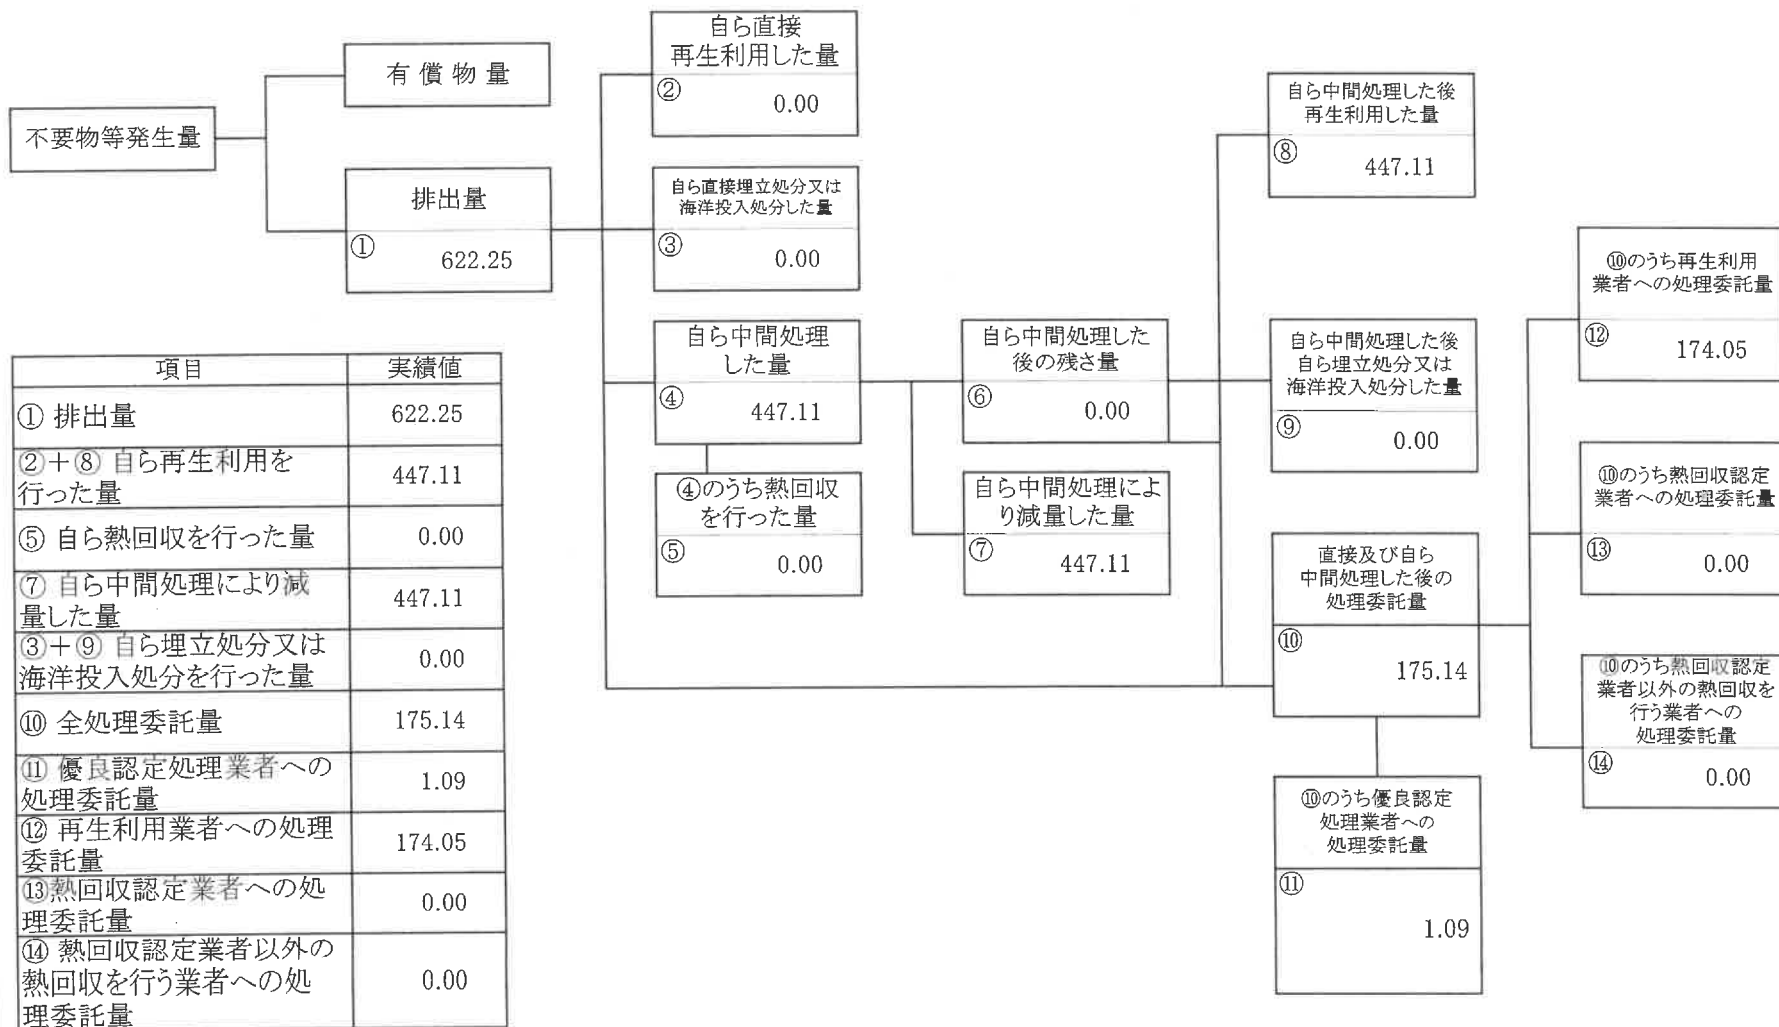 不要物等発生量
有償物量
排出量
①
622.25
自ら直接
再生利用した量
②
0.00
自ら直接埋立処分又は
海洋投入処分した量
③
0.00
自ら中間処理
した量
④
447.11
④のうち熱回収
を行った量
⑤
0.00
自ら中間処理した
後の残さ量
⑥
0.00
自ら中間処理によ
り減量した量
⑦
447.11
自ら中間処理した後
再生利用した量
⑧
447.11
自ら中間処理した後
自ら埋立処分又は
海洋投入処分した量
⑨
0.00
直接及び自ら
中間処理した後の
処理委託量
⑩
175.14
⑩のうち優良認定
処理業者への
処理委託量
⑪
1.09
⑩のうち再生利用
業者への処理委託量
⑫
174.05
⑩のうち熱回収認定
業者への処理委託量
⑬
0.00
⑩のうち熱回収認定
業者以外の熱回収を
行う業者への
処理委託量
⑭
0.00
項目 実績値
① 排出量 622.25
②+⑧ 自ら再生利用を
行った量 447.11
⑤ 自ら熱回収を行った量 0.00
⑦ 自ら中間処理により減
量した量 447.11
③+⑨ 自ら埋立処分又は
海洋投入処分を行った量 0.00
⑩ 全処理委託量 175.14
⑪ 優良認定処理業者への
処理委託量 1.09
⑫ 再生利用業者への処理
委託量 174.05
⑬熱回収認定業者への処
理委託量 0.00
⑭ 熱回収認定業者以外の
熱回収を行う業者への処
理委託量 0.00